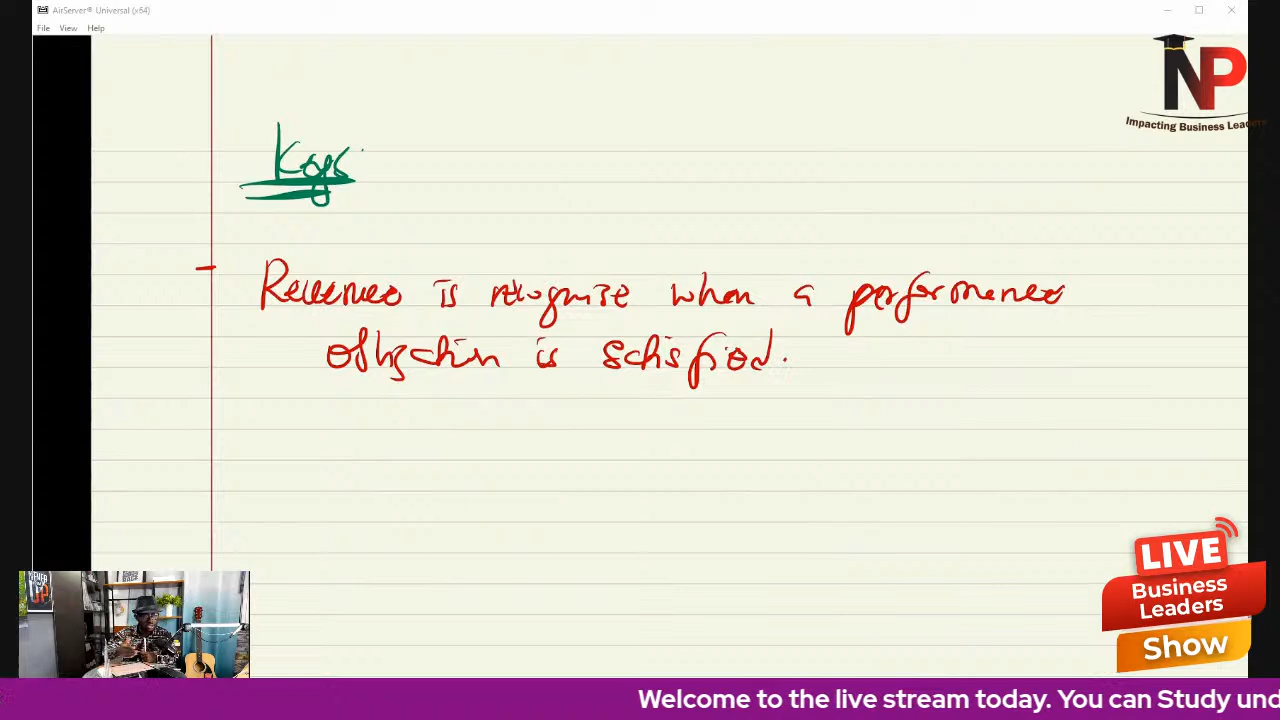 AirServer® Universal (x64)
File View Help
NP
Impacting Business Leaders
Keys
- Revenue is recognise when a performance
obligation is satisfied.
LIVE
Business
Leaders
Show
Welcome to the live stream today. You can Study und